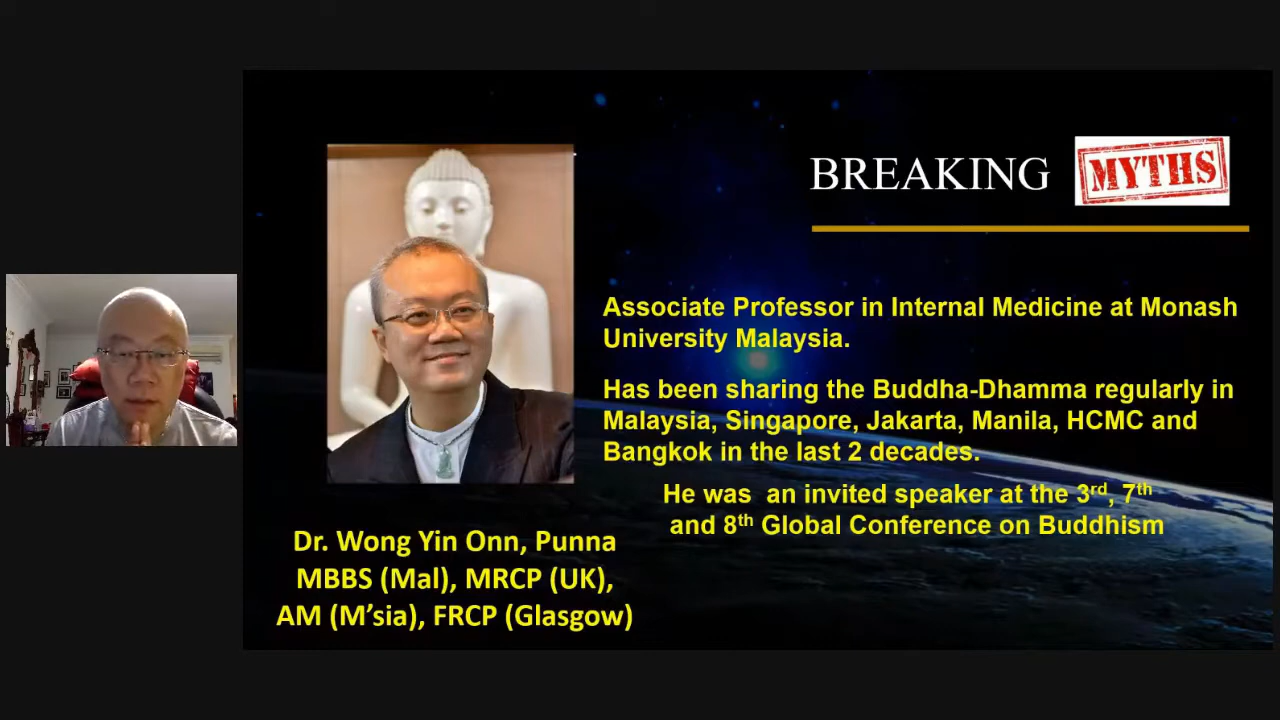 BREAKING MYTHS
Associate Professor in Internal Medicine at Monash
University Malaysia.
Has been sharing the Buddha-Dhamma regularly in
Malaysia, Singapore, Jakarta, Manila, HCMC and
Bangkok in the last 2 decades.
He was an invited speaker at the 3rd, 7th
and 8th Global Conference on Buddhism
Dr. Wong Yin Onn, Punna
MBBS (Mal), MRCP (UK),
AM (M’sia), FRCP (Glasgow)